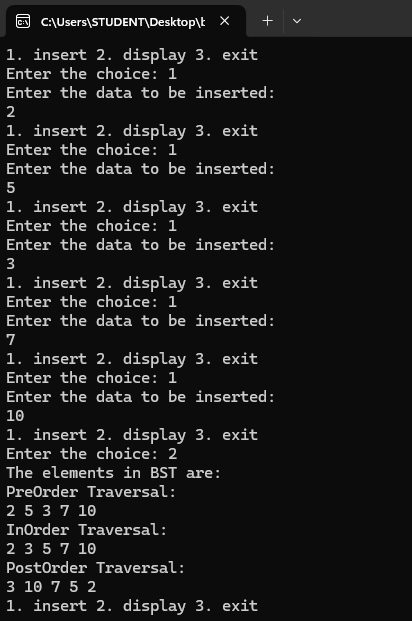 C:\Users\STUDENT\Desktop\b
1. insert 2. display 3. exit
Enter the choice: 1
Enter the data to be inserted:
2
1. insert 2. display 3. exit
Enter the choice: 1
Enter the data to be inserted:
5
1. insert 2. display 3. exit
Enter the choice: 1
Enter the data to be inserted:
3
1. insert 2. display 3. exit
Enter the choice: 1
Enter the data to be inserted:
7
1. insert 2. display 3. exit
Enter the choice: 1
Enter the data to be inserted:
10
1. insert 2. display 3. exit
Enter the choice: 2
The elements in BST are:
PreOrder Traversal:
2 5 3 7 10
InOrder Traversal:
2 3 5 7 10
PostOrder Traversal:
3 10 7 5 2
1. insert 2. display 3. exit